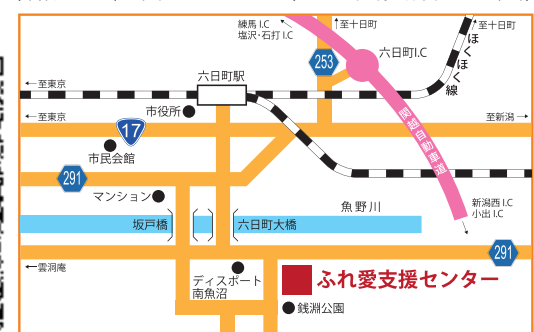 練馬I.C
塩沢・石打I.C
↑至十日町
↑至十日町
ほくほく線
六日町I.C
253
六日町駅
←至東京
市役所
←至東京
至新潟→
17
市民会館
関越自動車道
291
マンション
魚野川
新潟西I.C
小出I.C
坂戸橋
六日町大橋
291
←雲洞庵
ディスポート
南魚沼
ふれ愛支援センター
銭淵公園